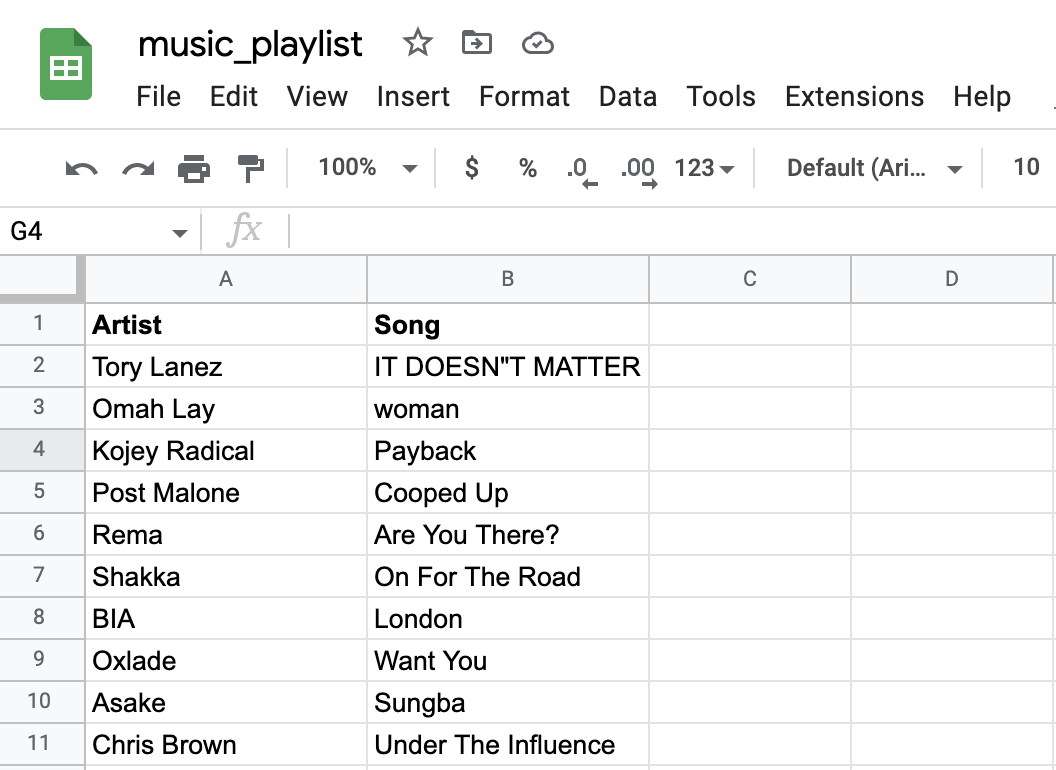 music_playlist
File Edit View Insert Format Data Tools Extensions Help
100% $ % .0 .00 123 Default (Ari... 10
G4 fx
A B C D
1 Artist Song
2 Tory Lanez IT DOESN"T MATTER
3 Omah Lay woman
4 Kojey Radical Payback
5 Post Malone Cooped Up
6 Rema Are You There?
7 Shakka On For The Road
8 BIA London
9 Oxlade Want You
10 Asake Sungba
11 Chris Brown Under The Influence